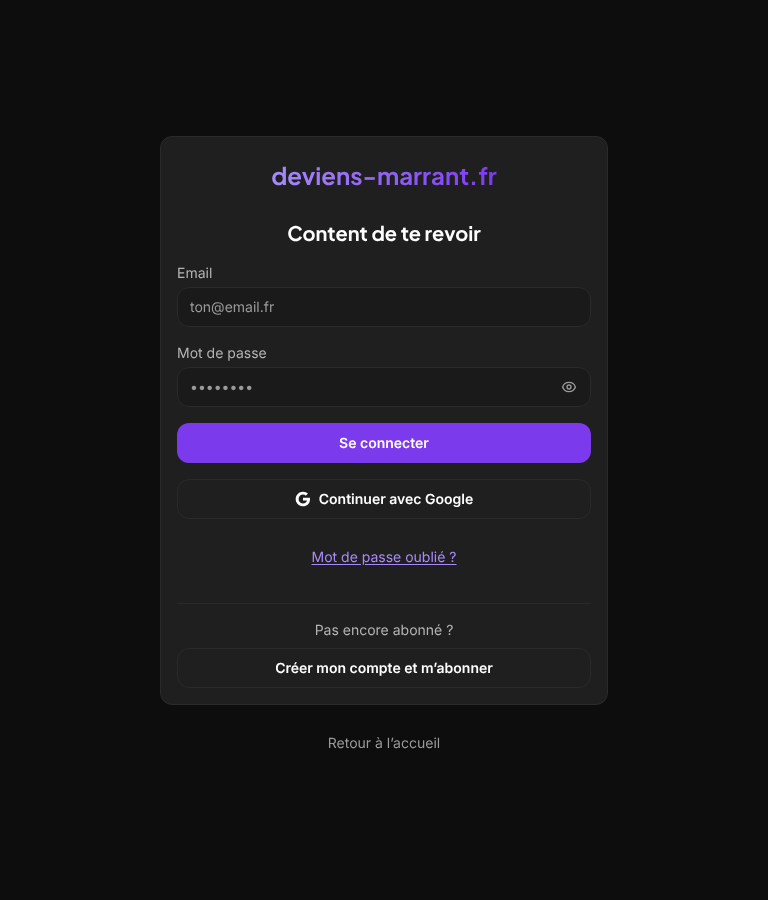 deviens-marrant.fr
Content de te revoir
Email
ton@email.fr
Mot de passe
••••••••
Se connecter
Continuer avec Google
Mot de passe oublié ?
Pas encore abonné ?
Créer mon compte et m’abonner
Retour à l’accueil